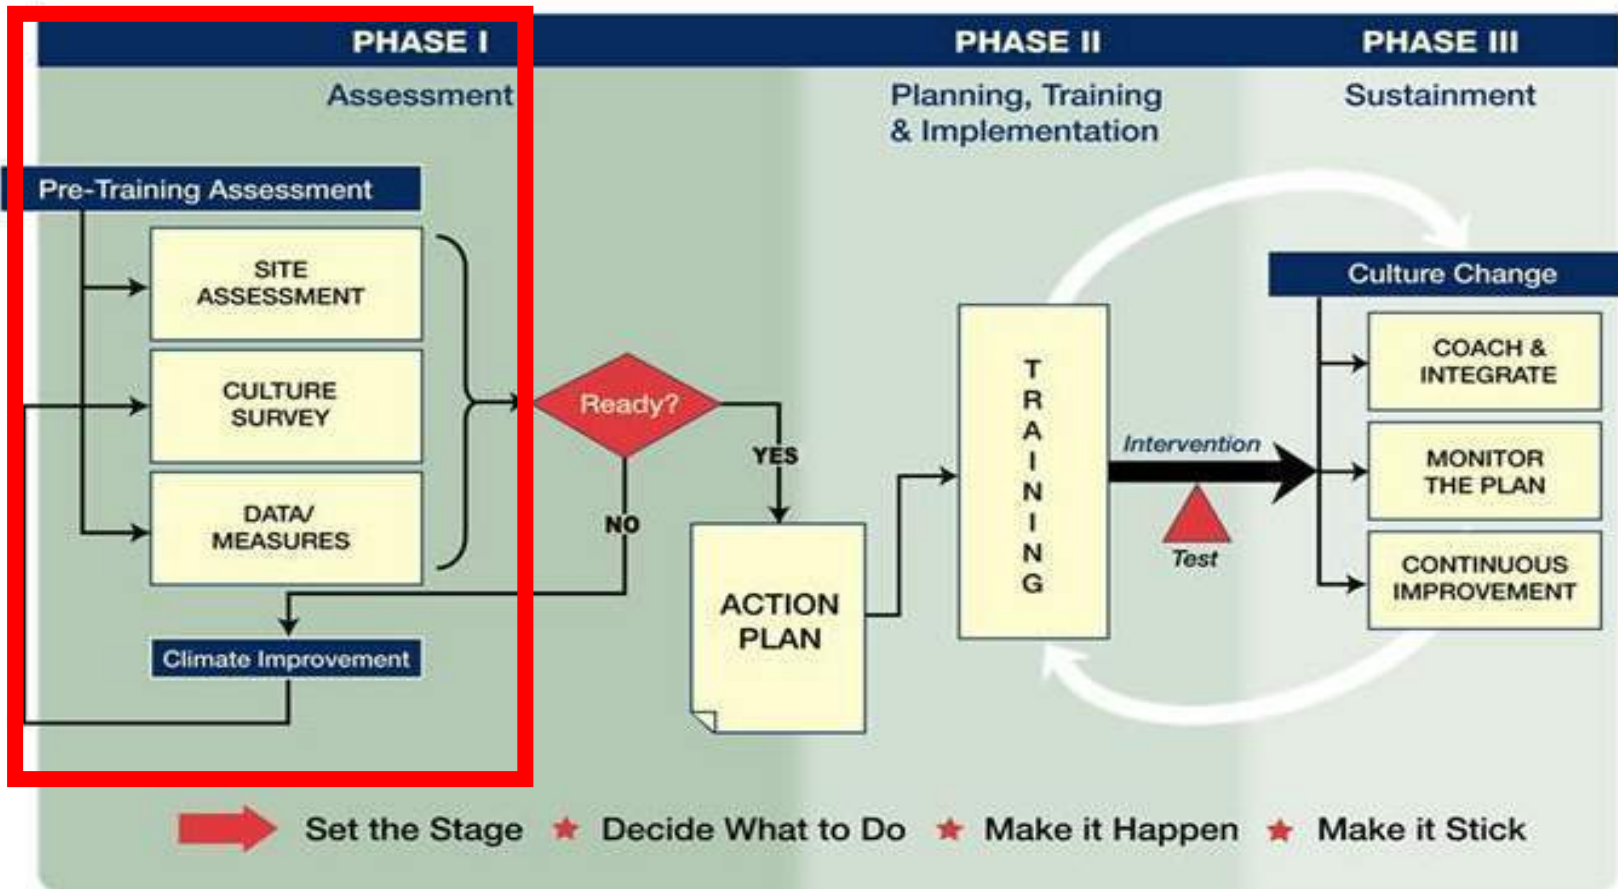 PHASE I
PHASE II
PHASE III
Assessment
Planning, Training
& Implementation
Sustainment
Pre-Training Assessment
SITE
ASSESSMENT
CULTURE
SURVEY
DATA/
MEASURES
Climate Improvement
Ready?
YES
NO
ACTION
PLAN
TRAINING
Intervention
Test
Culture Change
COACH &
INTEGRATE
MONITOR
THE PLAN
CONTINUOUS
IMPROVEMENT
Set the Stage ★ Decide What to Do ★ Make it Happen ★ Make it Stick